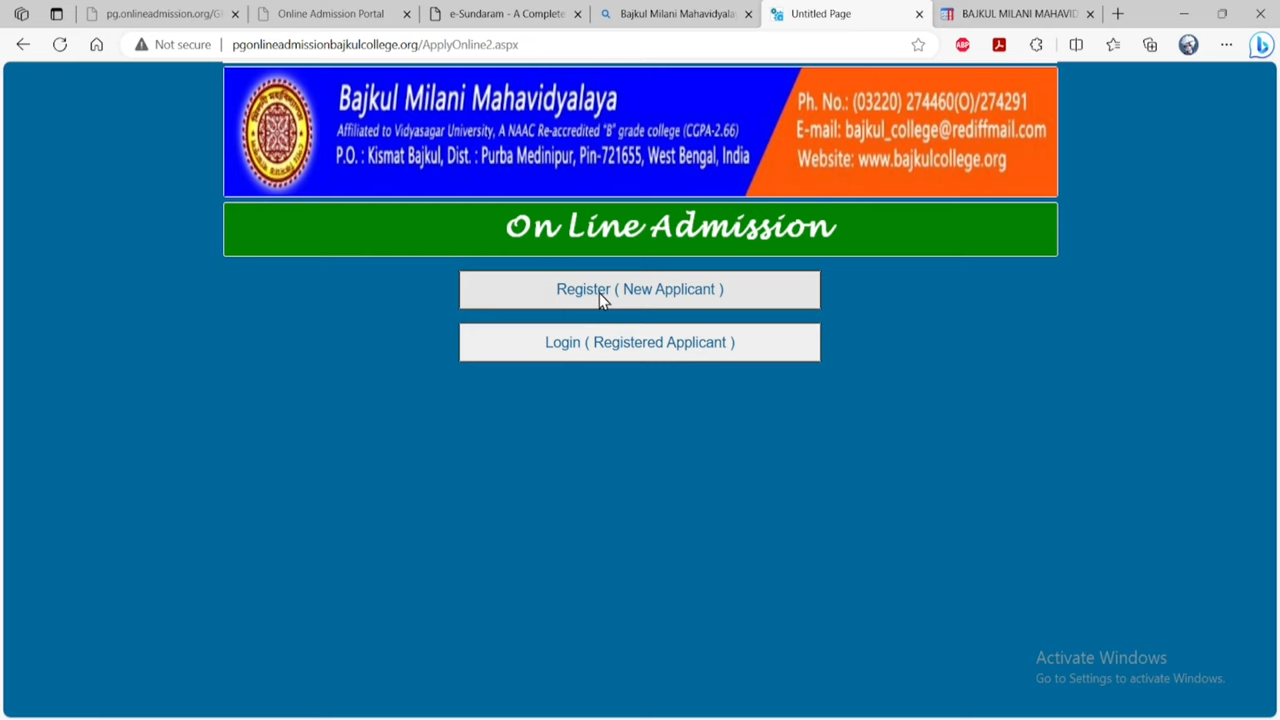 pg.onlineadmission.org/G
Online Admission Portal
e-Sundaram - A Complete
Bajkul Milani Mahavidyala
Untitled Page
BAJKUL MILANI MAHAVID
Not secure
pgonlineadmissionbajkulcollege.org/ApplyOnline2.aspx
ABP
Bajkul Milani Mahavidyalaya
Affiliated to Vidyasagar University, A NAAC Re-accredited "B" grade college (CGPA-2.66)
P.O. : Kismat Bajkul, Dist. : Purba Medinipur, Pin-721655, West Bengal, India
Ph. No.: (03220) 274460(O)/274291
E-mail: bajkul_college@rediffmail.com
Website: www.bajkulcollege.org
On Line Admission
Register ( New Applicant )
Login ( Registered Applicant )
Activate Windows
Go to Settings to activate Windows.